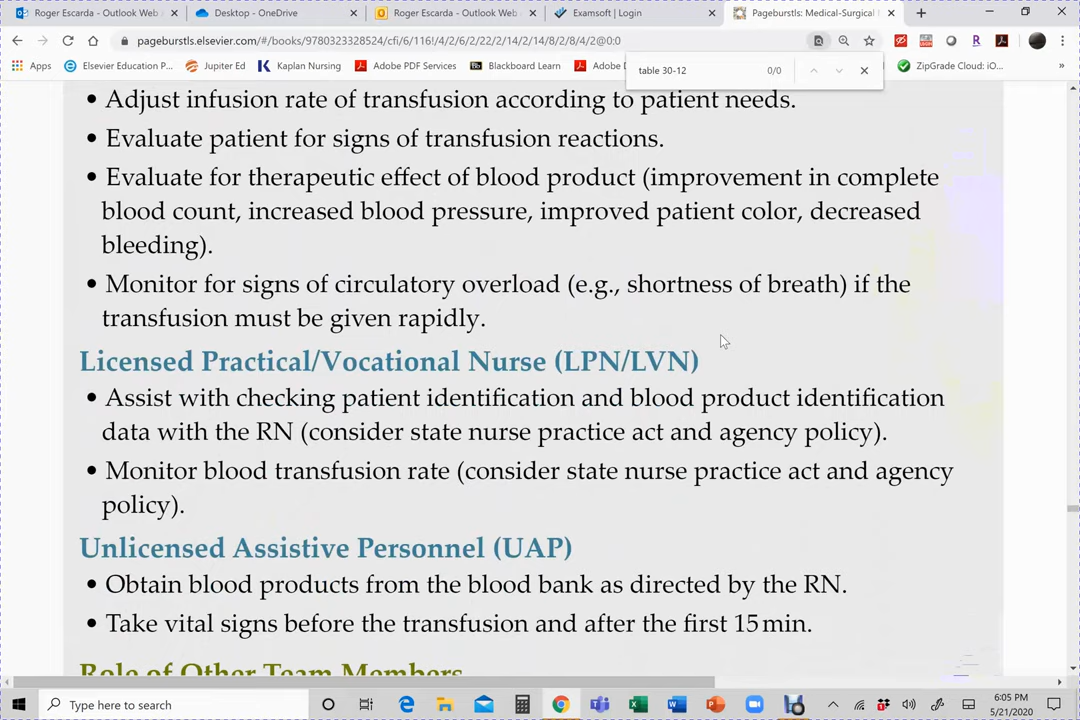 Roger Escarda - Outlook Web
Desktop - OneDrive
Roger Escarda - Outlook Web
Examsoft | Login
Pageburstls: Medical-Surgical
pageburstls.elsevier.com/#/books/9780323328524/cfi/6/116!/4/2/6/2/22/2/14/2/14/8/2/8/4/2@0:0
Apps
Elsevier Education P...
Jupiter Ed
Kaplan Nursing
Adobe PDF Services
Blackboard Learn
Adobe D
ZipGrade Cloud: iO...
table 30-12
0/0
• Adjust infusion rate of transfusion according to patient needs.
• Evaluate patient for signs of transfusion reactions.
• Evaluate for therapeutic effect of blood product (improvement in complete
blood count, increased blood pressure, improved patient color, decreased
bleeding).
• Monitor for signs of circulatory overload (e.g., shortness of breath) if the
transfusion must be given rapidly.
Licensed Practical/Vocational Nurse (LPN/LVN)
• Assist with checking patient identification and blood product identification
data with the RN (consider state nurse practice act and agency policy).
• Monitor blood transfusion rate (consider state nurse practice act and agency
policy).
Unlicensed Assistive Personnel (UAP)
• Obtain blood products from the blood bank as directed by the RN.
• Take vital signs before the transfusion and after the first 15 min.
Role of Other Team Members
Type here to search
6:05 PM
5/21/2020